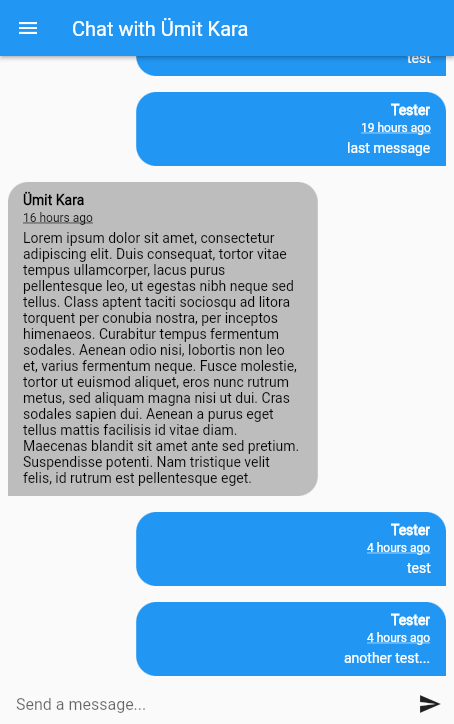 Chat with Ümit Kara
test
Tester
19 hours ago
last message
Ümit Kara
16 hours ago
Lorem ipsum dolor sit amet, consectetur
adipiscing elit. Duis consequat, tortor vitae
tempus ullamcorper, lacus purus
pellentesque leo, ut egestas nibh neque sed
tellus. Class aptent taciti sociosqu ad litora
torquent per conubia nostra, per inceptos
himenaeos. Curabitur tempus fermentum
sodales. Aenean odio nisi, lobortis non leo
et, varius fermentum neque. Fusce molestie,
tortor ut euismod aliquet, eros nunc rutrum
metus, sed aliquam magna nisi ut dui. Cras
sodales sapien dui. Aenean a purus eget
tellus mattis facilisis id vitae diam.
Maecenas blandit sit amet ante sed pretium.
Suspendisse potenti. Nam tristique velit
felis, id rutrum est pellentesque eget.
Tester
4 hours ago
test
Tester
4 hours ago
another test...
Send a message...